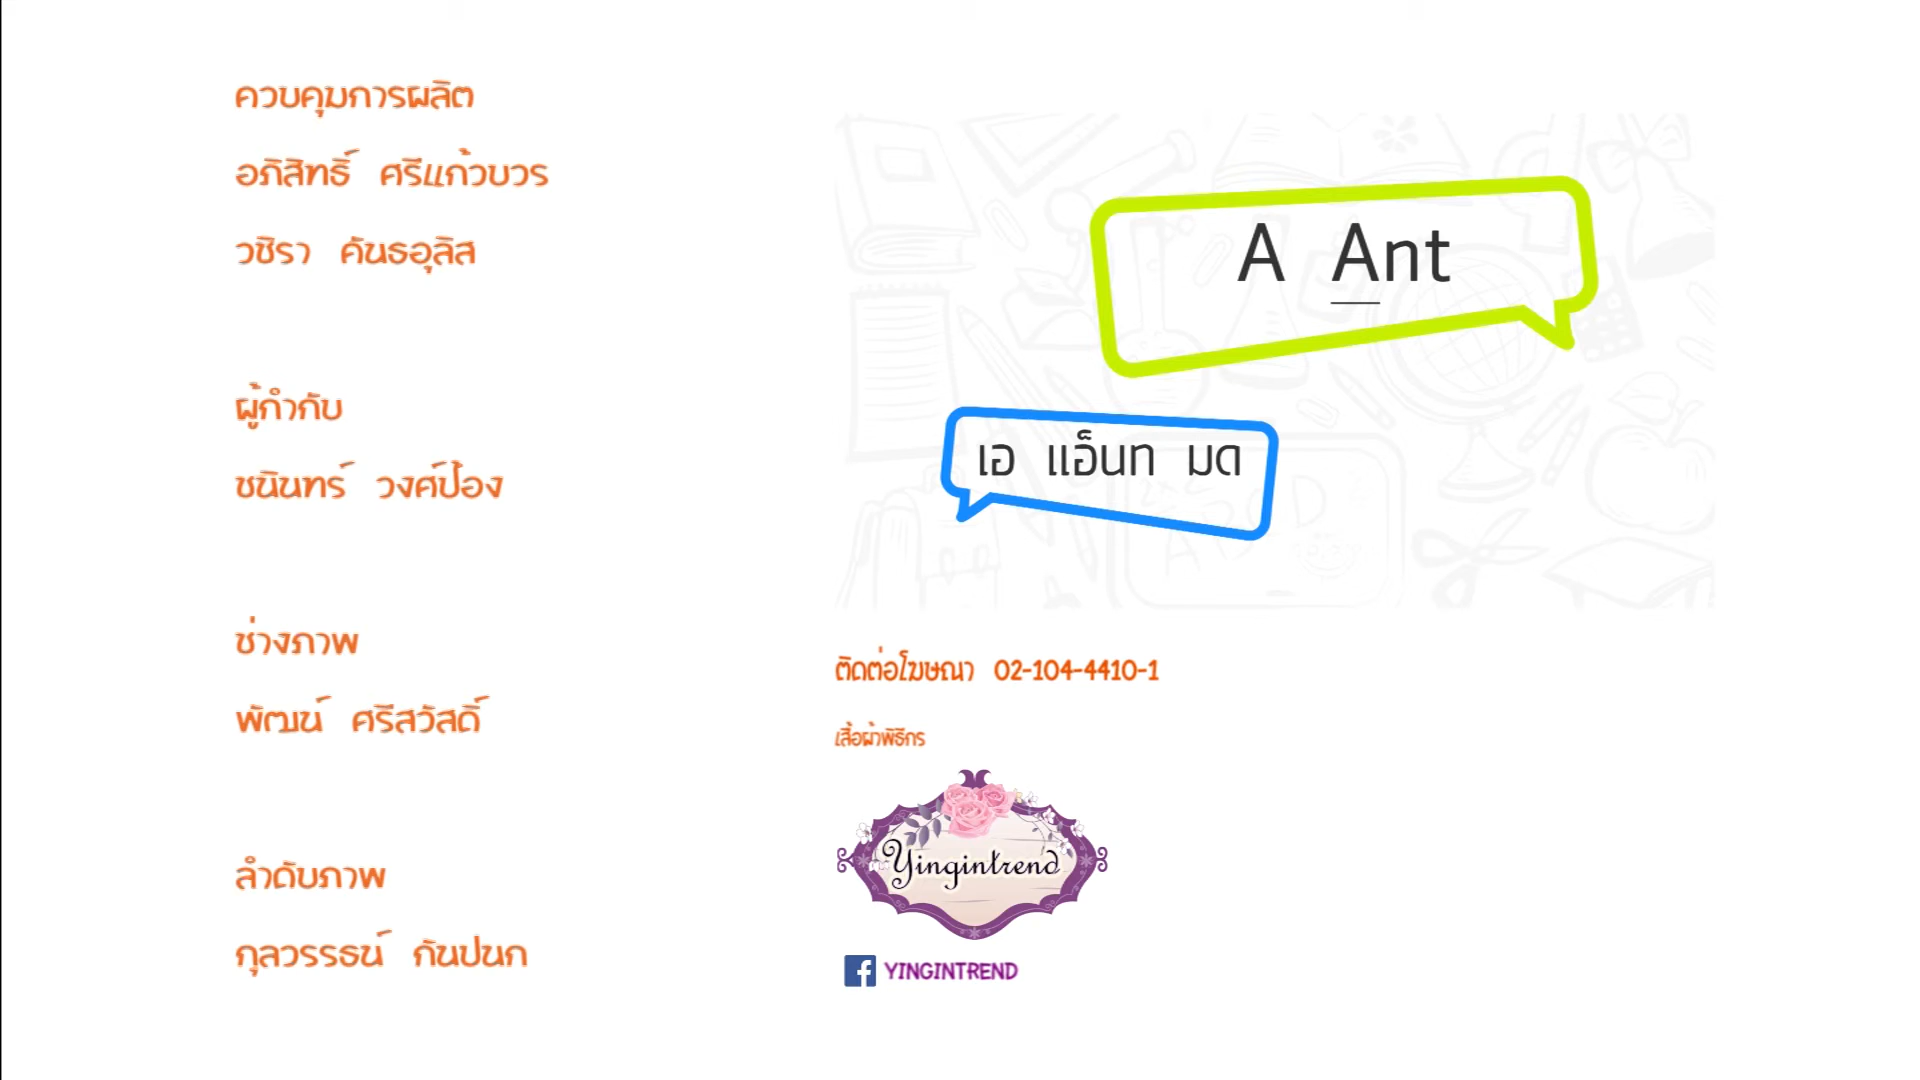 ควบคุมการผลิต
อภิสิทธิ์ ศรีแก้วบวร
วชิรา คันธอุลิส
ผู้กำกับ
ชนินทร์ วงศ์ป้อง
ช่างภาพ
พัฒน์ ศรีสวัสดิ์
ลำดับภาพ
กุลวรรธน์ กันปนก
A Ant
เอ แอ็นท มด
ติดต่อโฆษณา 02-104-4410-1
เสื้อผ้าพิธีกร
Yingintrend
YINGINTREND